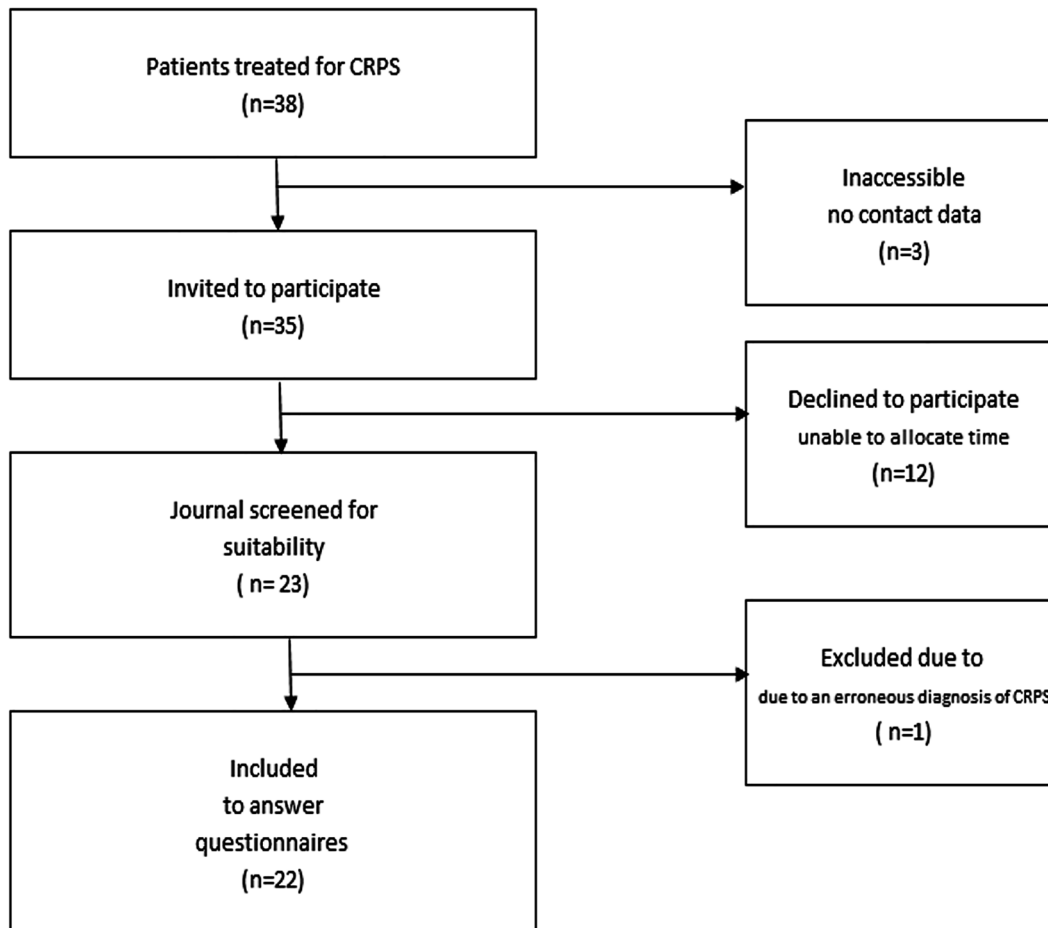 Patients treated for CRPS
(n=38)
Inaccessible
no contact data
(n=3)
Invited to participate
(n=35)
Declined to participate
unable to allocate time
(n=12)
Journal screened for
suitability
( n= 23)
Excluded due to
due to an erroneous diagnosis of CRPS
( n=1)
Included
to answer
questionnaires
(n=22)